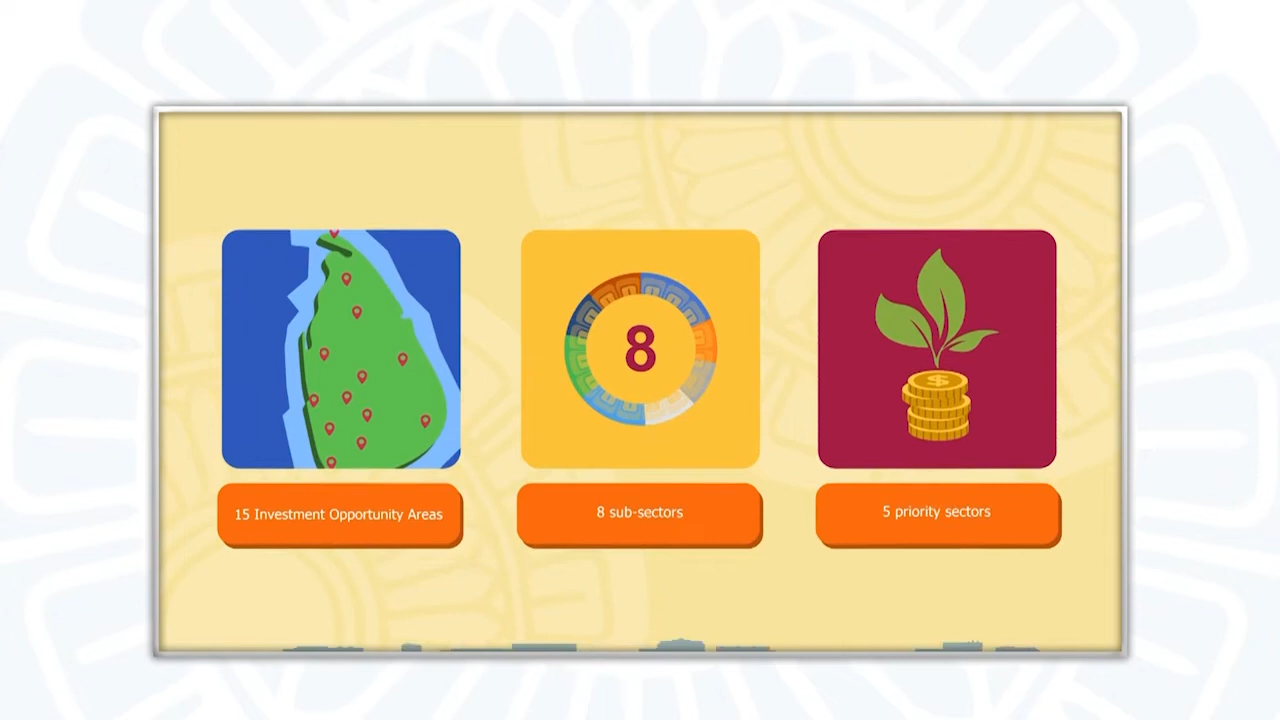 8
$
15 Investment Opportunity Areas
8 sub-sectors
5 priority sectors